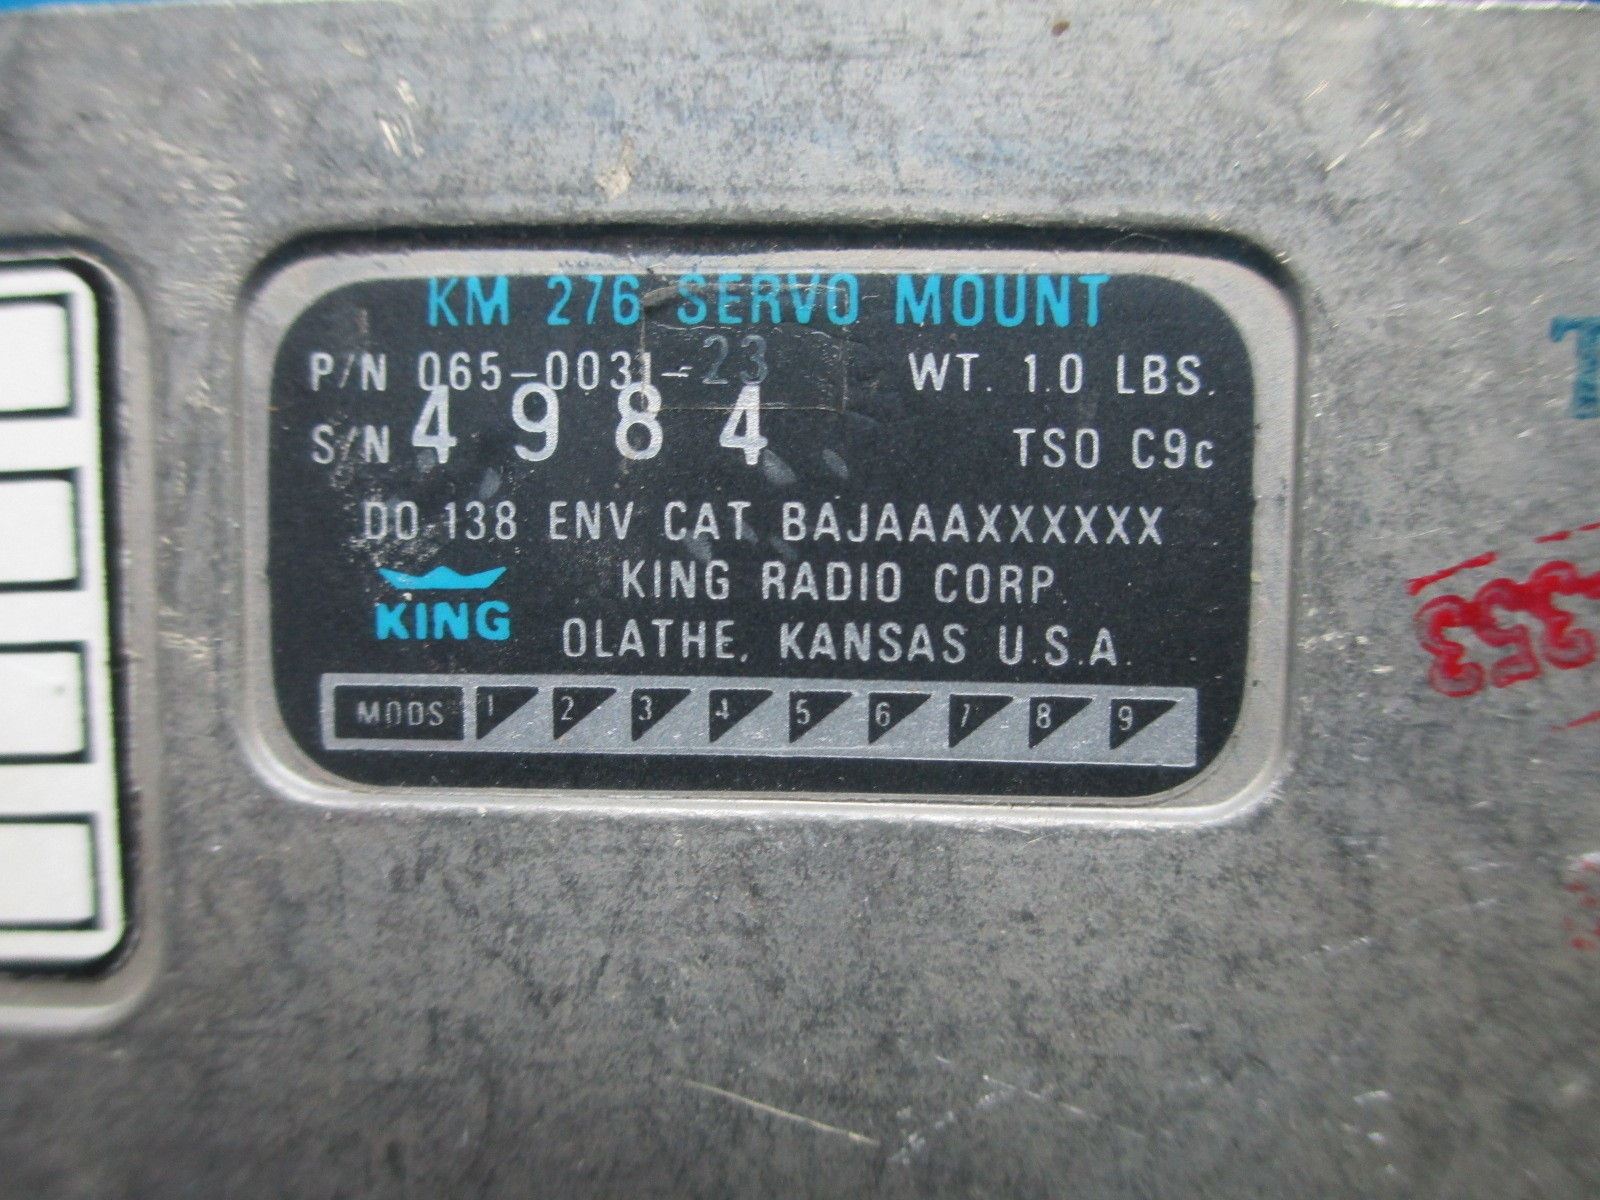 KM 276 SERVO MOUNT
P/N 065-0031-23 WT. 1.0 LBS.
S/N 4984 TSO C9c
DO 138 ENV CAT BAJAAAXXXXXX
KING KING RADIO CORP.
OLATHE, KANSAS U.S.A.
MODS 1 2 3 4 5 6 7 8 9